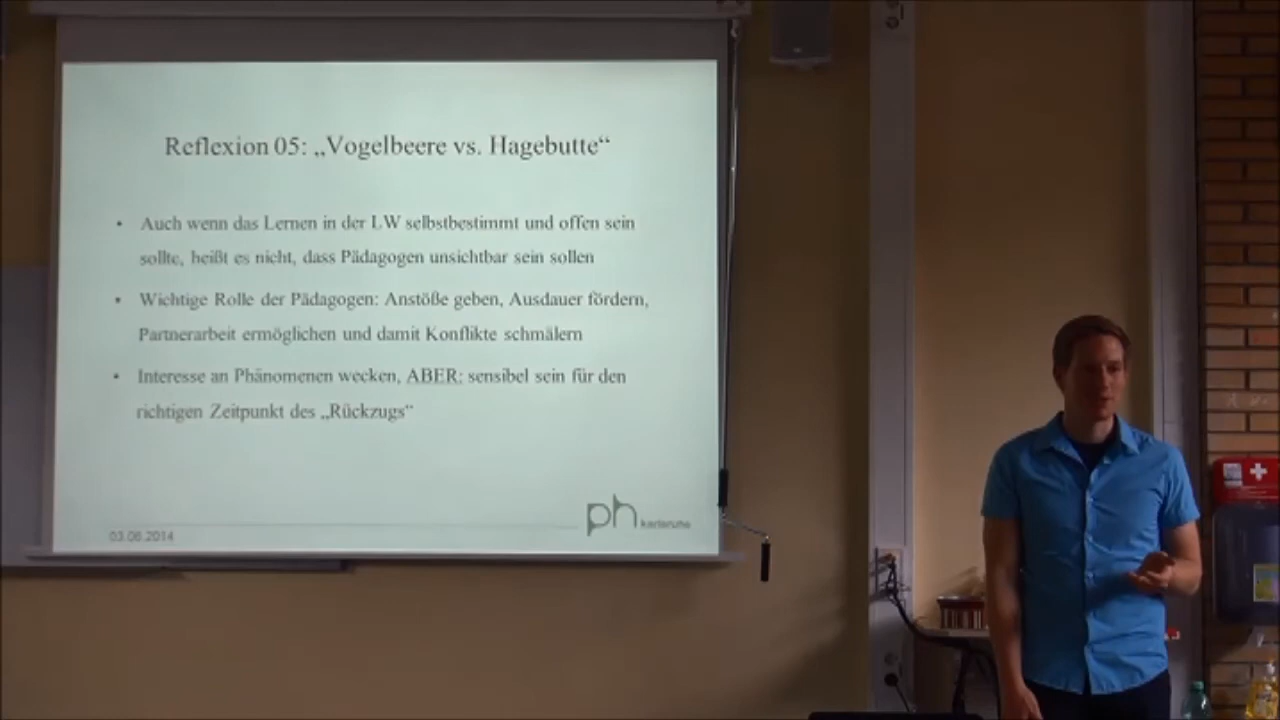 Reflexion 05: „Vogelbeere vs. Hagebutte“
• Auch wenn das Lernen in der LW selbstbestimmt und offen sein
sollte, heißt es nicht, dass Pädagogen unsichtbar sein sollen
• Wichtige Rolle der Pädagogen: Anstöße geben, Ausdauer fördern,
Partnerarbeit ermöglichen und damit Konflikte schmälern
• Interesse an Phänomenen wecken, ABER: sensibel sein für den
richtigen Zeitpunkt des „Rückzugs“
03.06.2014
ph karlsruhe